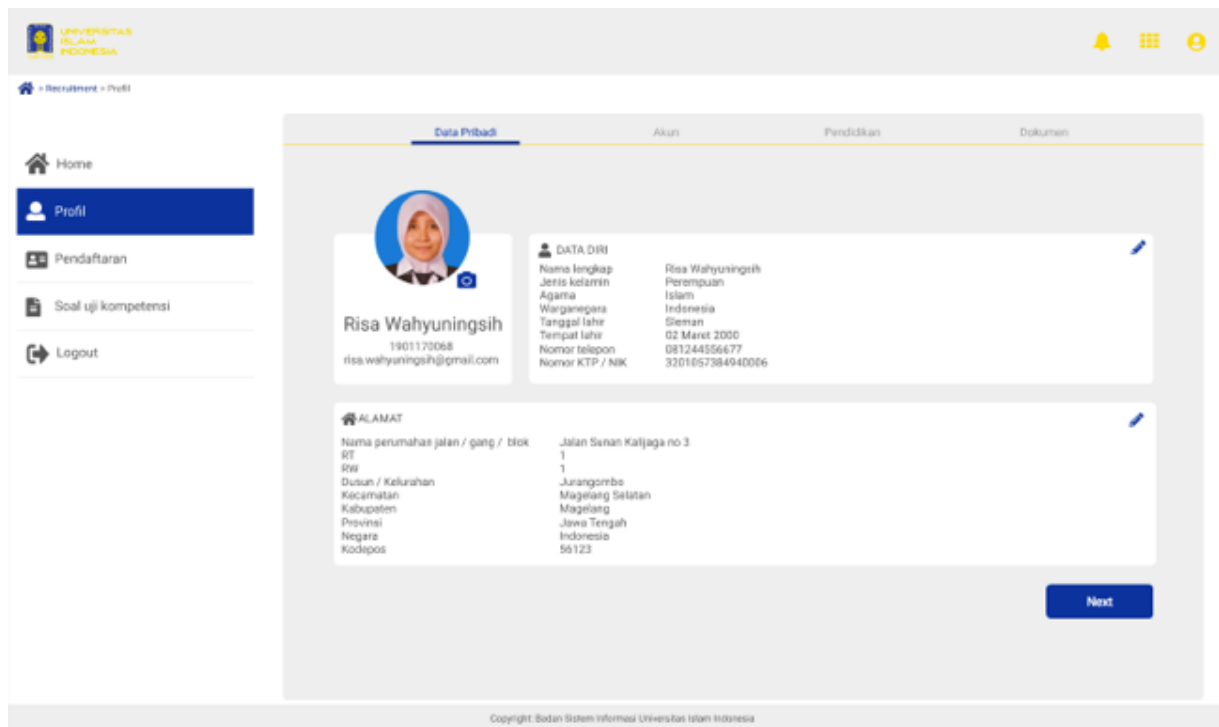 UNIVERSITAS
ISLAM
INDONESIA
> Recruitment > Profil
Data Pribadi Akun Pendidikan Dokumen
Home
Profil
Pendaftaran
Soal uji kompetensi
Logout
Risa Wahyuningsih
1901170068
risa.wahyuningsih@gmail.com
DATA DIRI
Nama lengkap Risa Wahyuningsih
Jenis kelamin Perempuan
Agama Islam
Warganegara Indonesia
Tanggal lahir Sleman
Tempat lahir 02 Maret 2000
Nomor telepon 081244556677
Nomor KTP / NIK 3201057384940006
ALAMAT
Nama perumahan jalan / gang / blok Jalan Sunan Kalijaga no 3
RT 1
RW 1
Dusun / Kelurahan Jurangombo
Kecamatan Magelang Selatan
Kabupaten Magelang
Provinsi Jawa Tengah
Negara Indonesia
Kodepos 56123
Next
Copyright: Badan Sistem Informasi Universitas Islam Indonesia